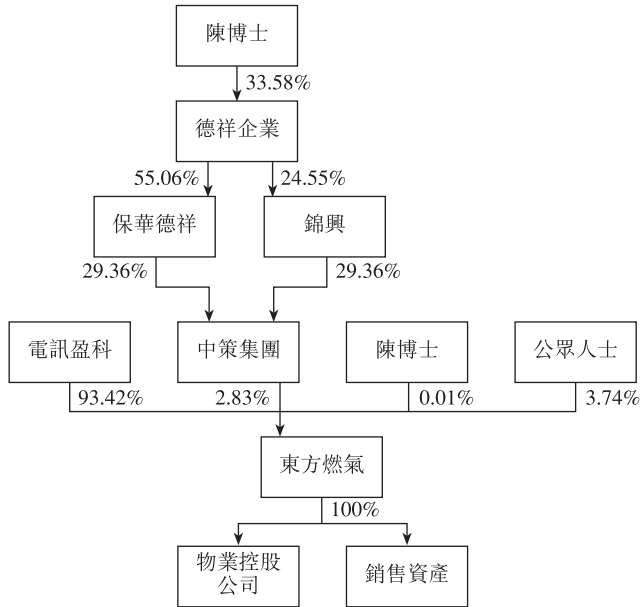 陳博士
33.58%
德祥企業
55.06%
24.55%
保華德祥
錦興
29.36%
29.36%
電訊盈科
中策集團
陳博士
公眾人士
93.42%
2.83%
0.01%
3.74%
東方燃氣
100%
物業控股
公司
銷售資產